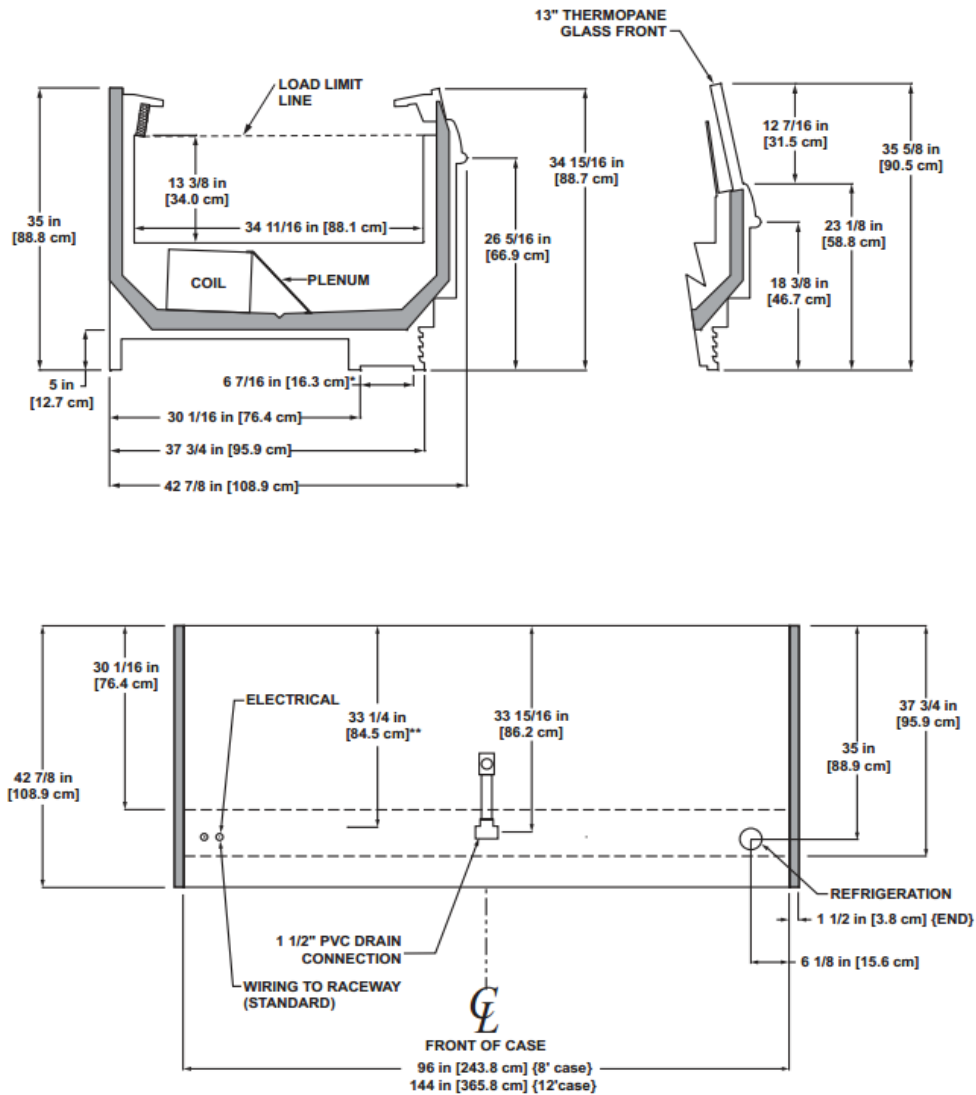 13" THERMOPANE
GLASS FRONT
LOAD LIMIT
LINE
12 7/16 in
[31.5 cm]
35 5/8 in
[90.5 cm]
34 15/16 in
[88.7 cm]
13 3/8 in
[34.0 cm]
35 in
[88.8 cm]
34 11/16 in [88.1 cm]
26 5/16 in
[66.9 cm]
23 1/8 in
[58.8 cm]
COIL
PLENUM
18 3/8 in
[46.7 cm]
5 in
[12.7 cm]
6 7/16 in [16.3 cm]*
30 1/16 in [76.4 cm]
37 3/4 in [95.9 cm]
42 7/8 in [108.9 cm]
30 1/16 in
[76.4 cm]
ELECTRICAL
33 1/4 in
[84.5 cm]**
33 15/16 in
[86.2 cm]
37 3/4 in
[95.9 cm]
35 in
[88.9 cm]
42 7/8 in
[108.9 cm]
REFRIGERATION
1 1/2 in [3.8 cm] {END}
1 1/2" PVC DRAIN
CONNECTION
6 1/8 in [15.6 cm]
WIRING TO RACEWAY
(STANDARD)
CL
FRONT OF CASE
96 in [243.8 cm] {8' case}
144 in [365.8 cm] {12'case}